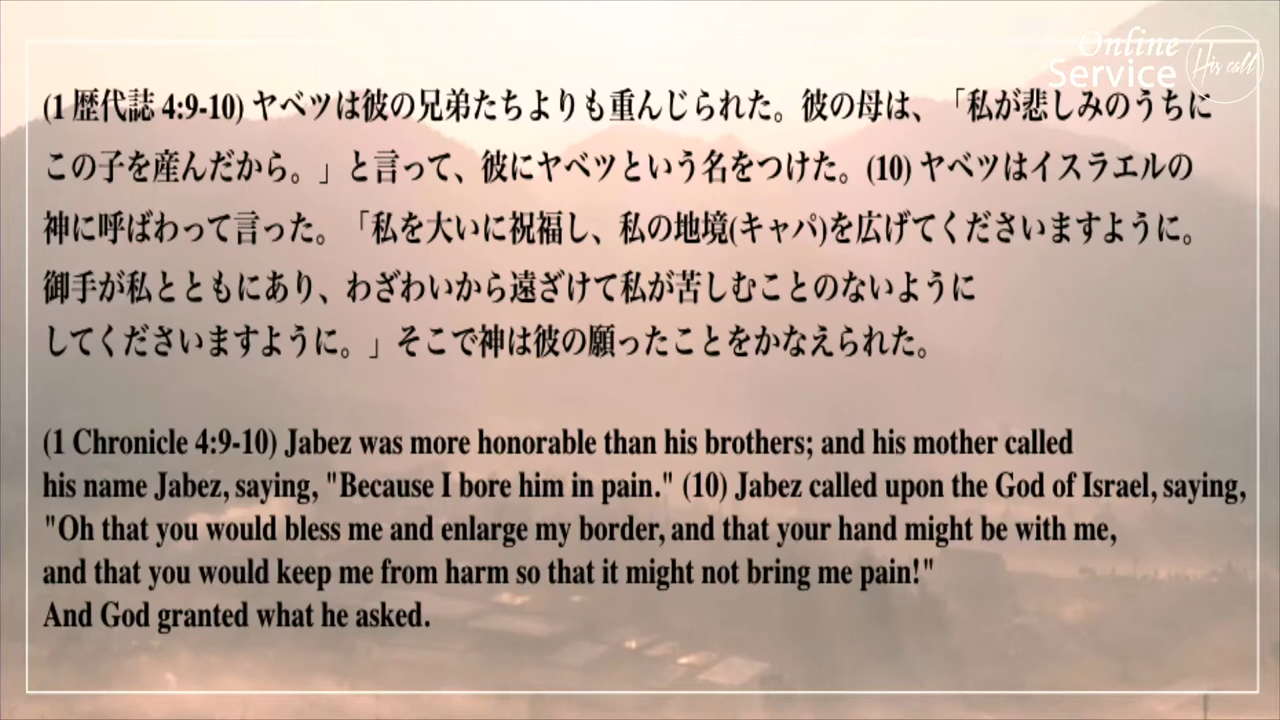 Online
Service
His call
(1 歴代誌 4:9-10) ヤベツは彼の兄弟たちよりも重んじられた。彼の母は、「私が悲しみのうちに
この子を産んだから。」と言って、彼にヤベツという名をつけた。(10) ヤベツはイスラエルの
神に呼ばわって言った。「私を大いに祝福し、私の地境(キャパ)を広げてくださいますように。
御手が私とともにあり、わざわいから遠ざけて私が苦しむことのないように
してくださいますように。」そこで神は彼の願ったことをかなえられた。
(1 Chronicle 4:9-10) Jabez was more honorable than his brothers; and his mother called
his name Jabez, saying, "Because I bore him in pain." (10) Jabez called upon the God of Israel, saying,
"Oh that you would bless me and enlarge my border, and that your hand might be with me,
and that you would keep me from harm so that it might not bring me pain!"
And God granted what he asked.